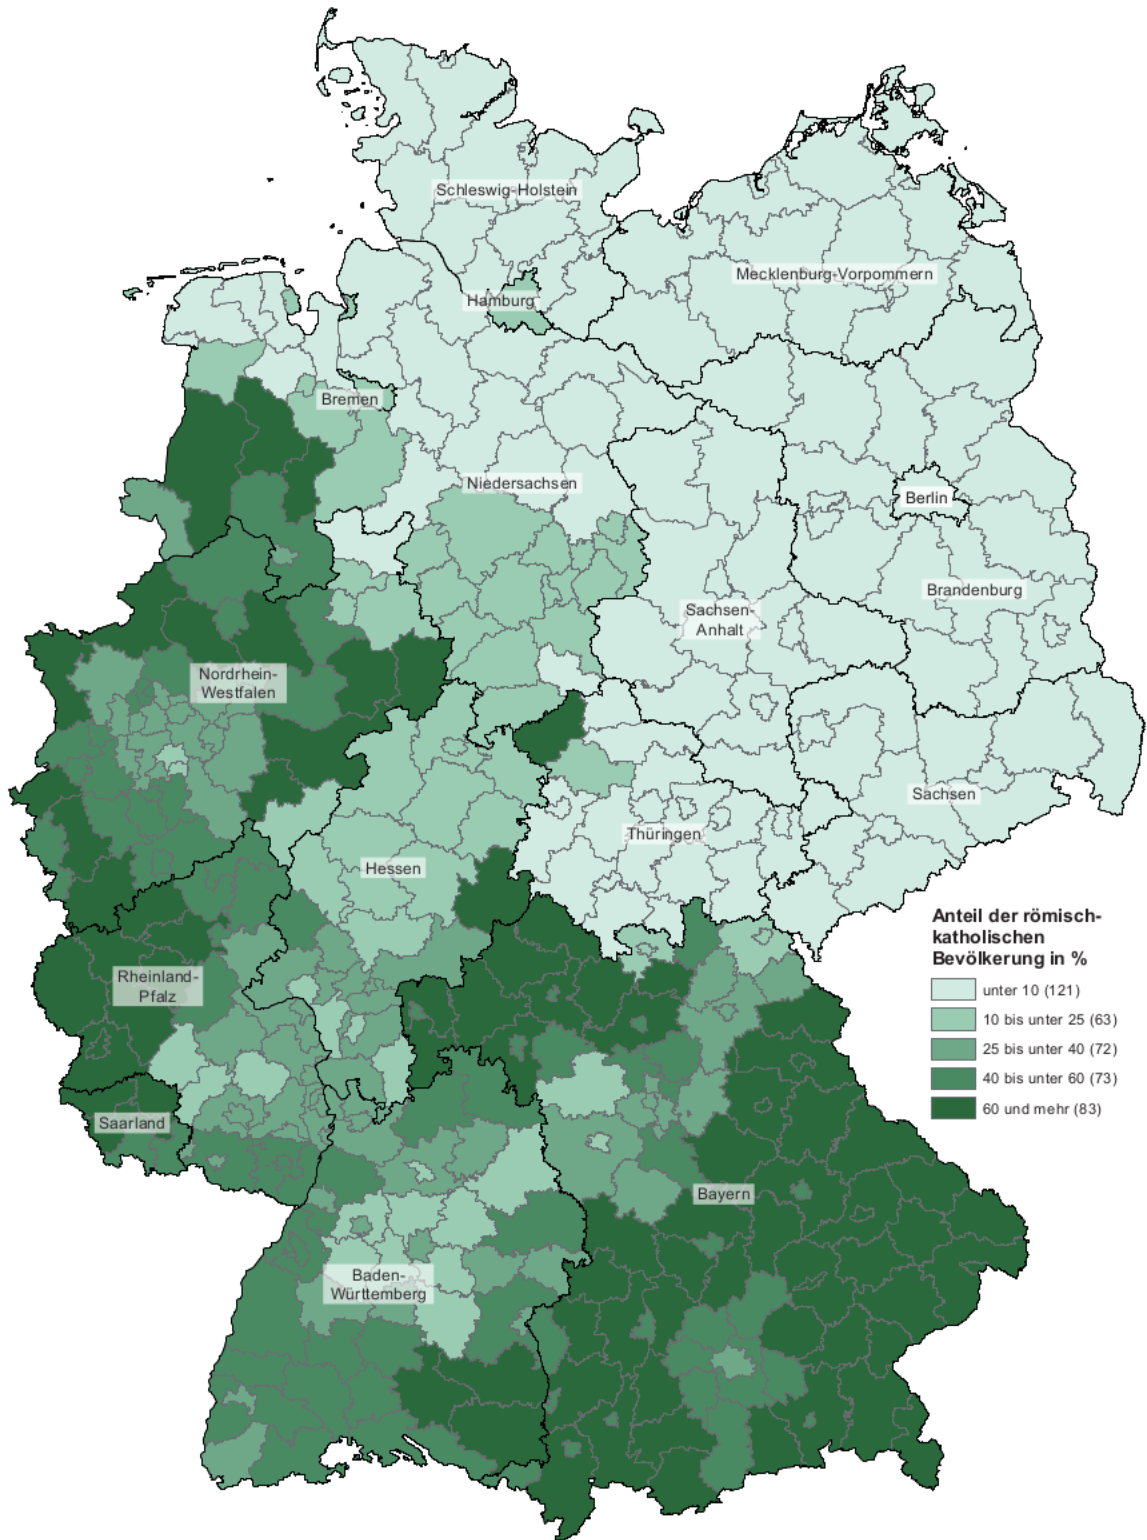 Schleswig-Holstein
Mecklenburg-Vorpommern
Hamburg
Bremen
Niedersachsen
Berlin
Brandenburg
Sachsen-
Anhalt
Nordrhein-
Westfalen
Sachsen
Thüringen
Hessen
Anteil der römisch-
katholischen
Bevölkerung in %
unter 10 (121)
10 bis unter 25 (63)
25 bis unter 40 (72)
40 bis unter 60 (73)
60 und mehr (83)
Rheinland-
Pfalz
Saarland
Bayern
Baden-
Württemberg